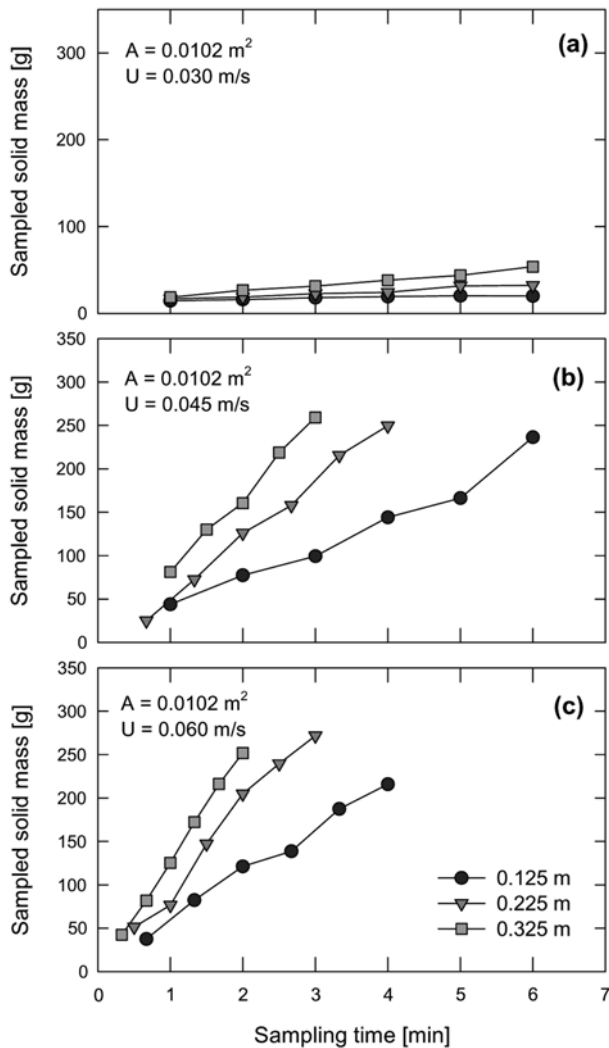 Sampled solid mass [g]
300
200
100
0
A = 0.0102 m²
U = 0.030 m/s
(a)
Sampled solid mass [g]
350
300
250
200
150
100
50
0
A = 0.0102 m²
U = 0.045 m/s
(b)
Sampled solid mass [g]
350
300
250
200
150
100
50
0
A = 0.0102 m²
U = 0.060 m/s
(c)
0.125 m
0.225 m
0.325 m
0 1 2 3 4 5 6 7
Sampling time [min]